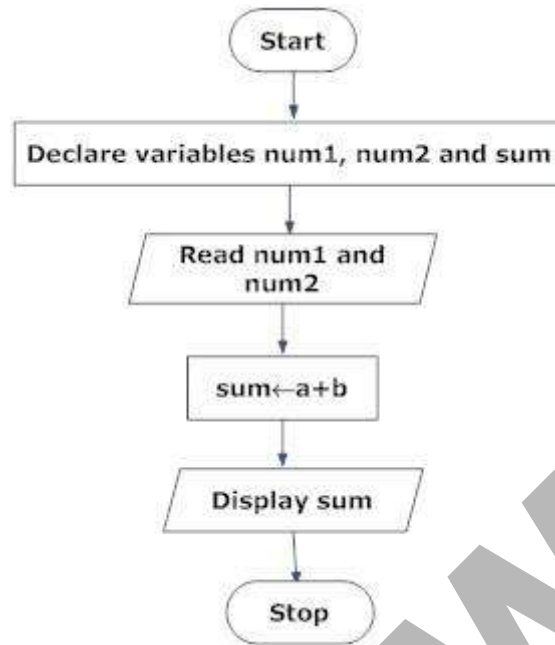 Start
Declare variables num1, num2 and sum
Read num1 and
num2
sum←a+b
Display sum
Stop